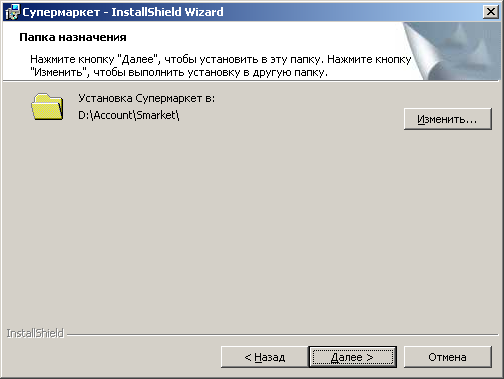 Супермаркет - InstallShield Wizard
Папка назначения
Нажмите кнопку "Далее", чтобы установить в эту папку. Нажмите кнопку
"Изменить", чтобы выполнить установку в другую папку.
Установка Супермаркет в:
D:\Account\Smarket\
Изменить...
InstallShield
< Назад
Далее >
Отмена